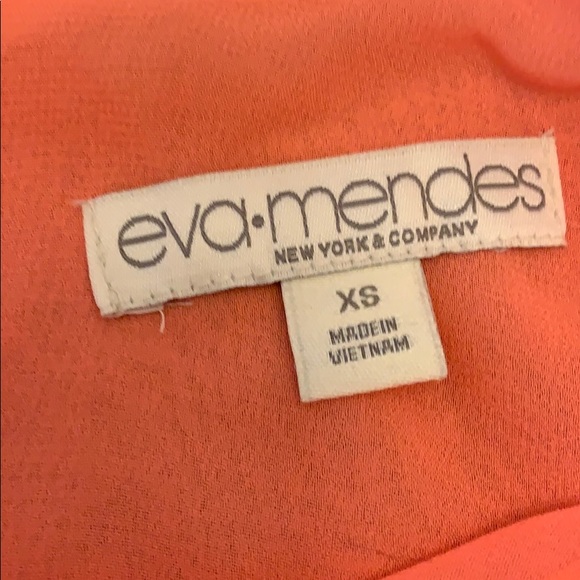 eva•mendes
NEW YORK & COMPANY
XS
MADE IN
VIETNAM